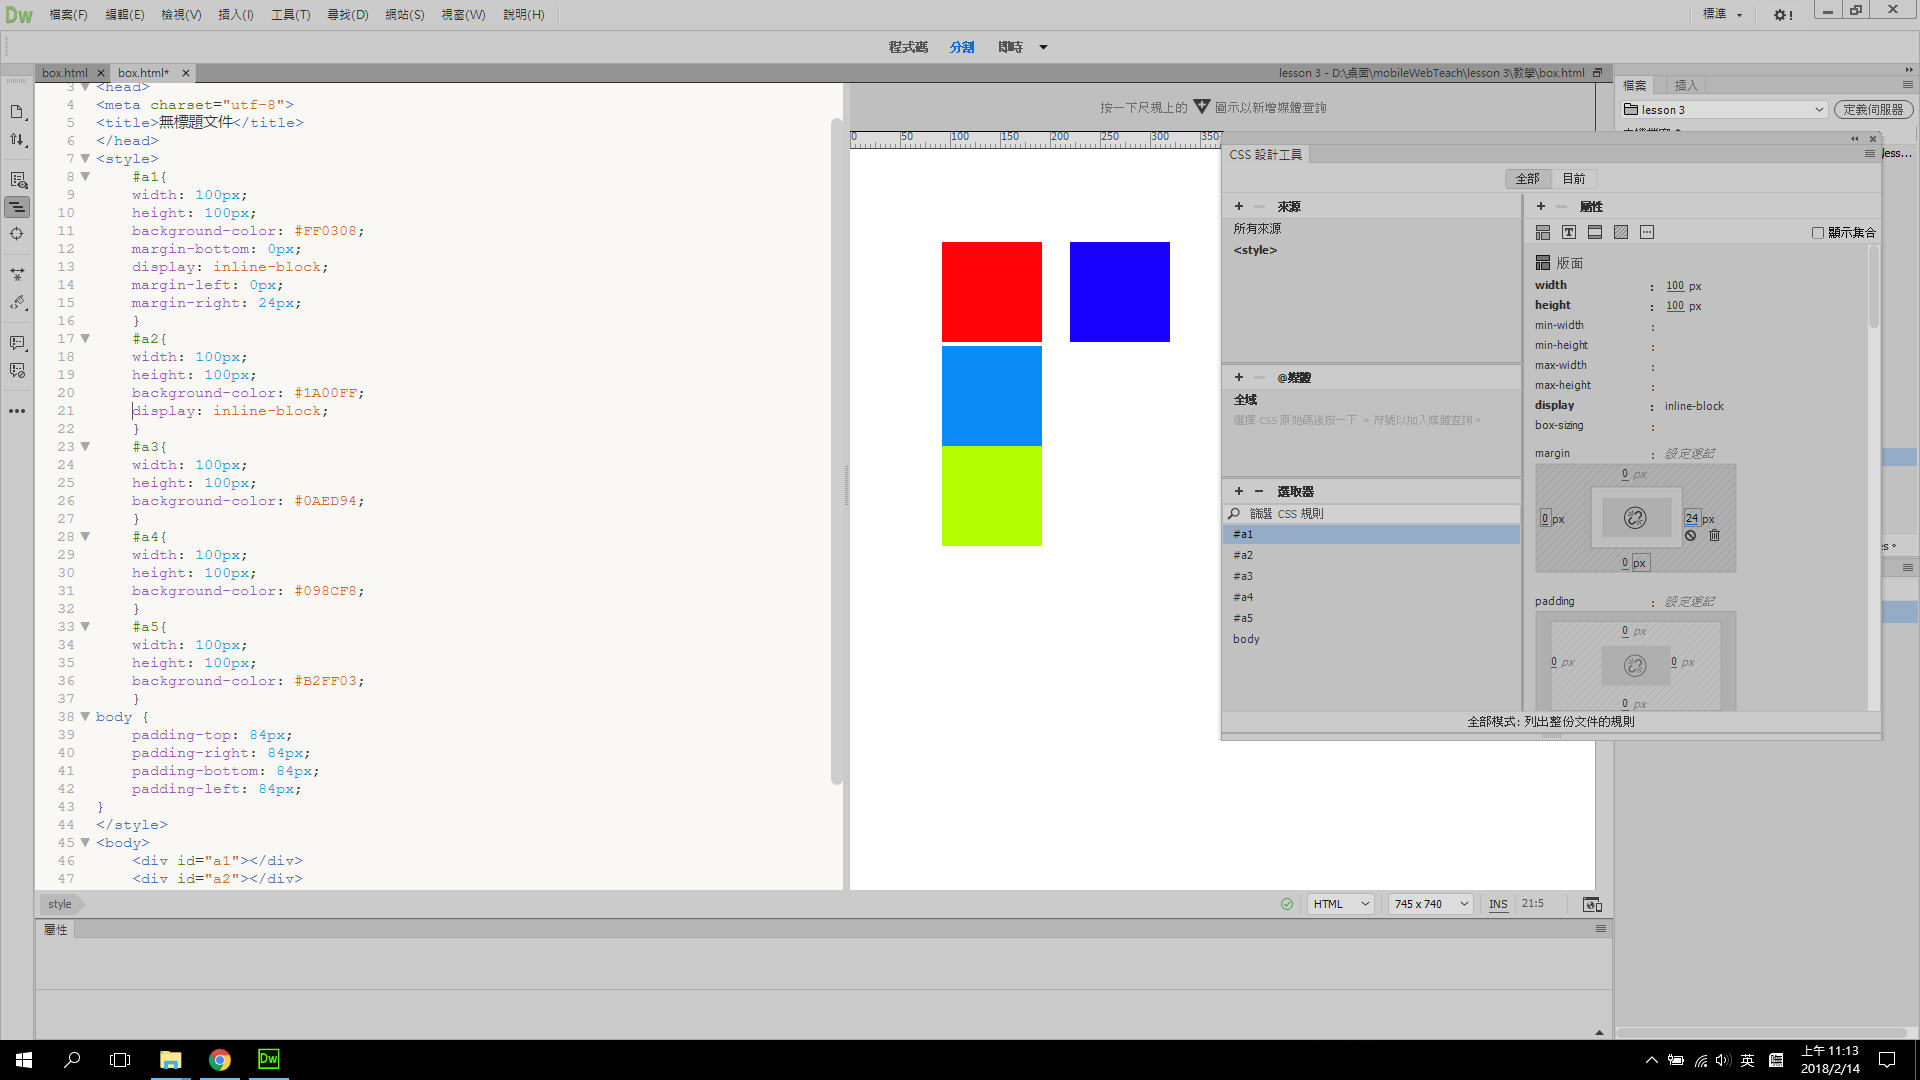 Dw 檔案(F) 編輯(E) 檢視(V) 插入(I) 工具(T) 尋找(D) 網站(S) 視窗(W) 說明(H) 標準
程式碼 分割 即時
box.html box.html* lesson 3 - D:\桌面\mobileWebTeach\lesson 3\教學\box.html
3 <head>
4 <meta charset="utf-8">
5 <title>無標題文件</title>
6 </head>
7 <style>
8 #a1{
9 width: 100px;
10 height: 100px;
11 background-color: #FF0308;
12 margin-bottom: 0px;
13 display: inline-block;
14 margin-left: 0px;
15 margin-right: 24px;
16 }
17 #a2{
18 width: 100px;
19 height: 100px;
20 background-color: #1A00FF;
21 display: inline-block;
22 }
23 #a3{
24 width: 100px;
25 height: 100px;
26 background-color: #0AED94;
27 }
28 #a4{
29 width: 100px;
30 height: 100px;
31 background-color: #098CF8;
32 }
33 #a5{
34 width: 100px;
35 height: 100px;
36 background-color: #B2FF03;
37 }
38 body {
39 padding-top: 84px;
40 padding-right: 84px;
41 padding-bottom: 84px;
42 padding-left: 84px;
43 }
44 </style>
45 <body>
46 <div id="a1"></div>
47 <div id="a2"></div>
按一下尺規上的 圖示以新增媒體查詢
0 50 100 150 200 250 300 350
檔案 插入
lesson 3 定義伺服器
less...
CSS 設計工具
全部 目前
+ − 來源
所有來源
<style>
+ − @媒體
全域
選擇 CSS 原始碼後按一下 + 符號以加入媒體查詢。
+ − 選取器
篩選 CSS 規則
#a1
#a2
#a3
#a4
#a5
body
+ − 屬性
顯示集合
版面
width : 100 px
height : 100 px
min-width :
min-height :
max-width :
max-height :
display : inline-block
box-sizing :
margin : 設定速記
0 px
0 px 24 px
0 px
padding : 設定速記
0 px
0 px 0 px
0 px
全部模式: 列出整份文件的規則
style HTML 745 x 740 INS 21:5
屬性
Dw 英 上午 11:13
2018/2/14